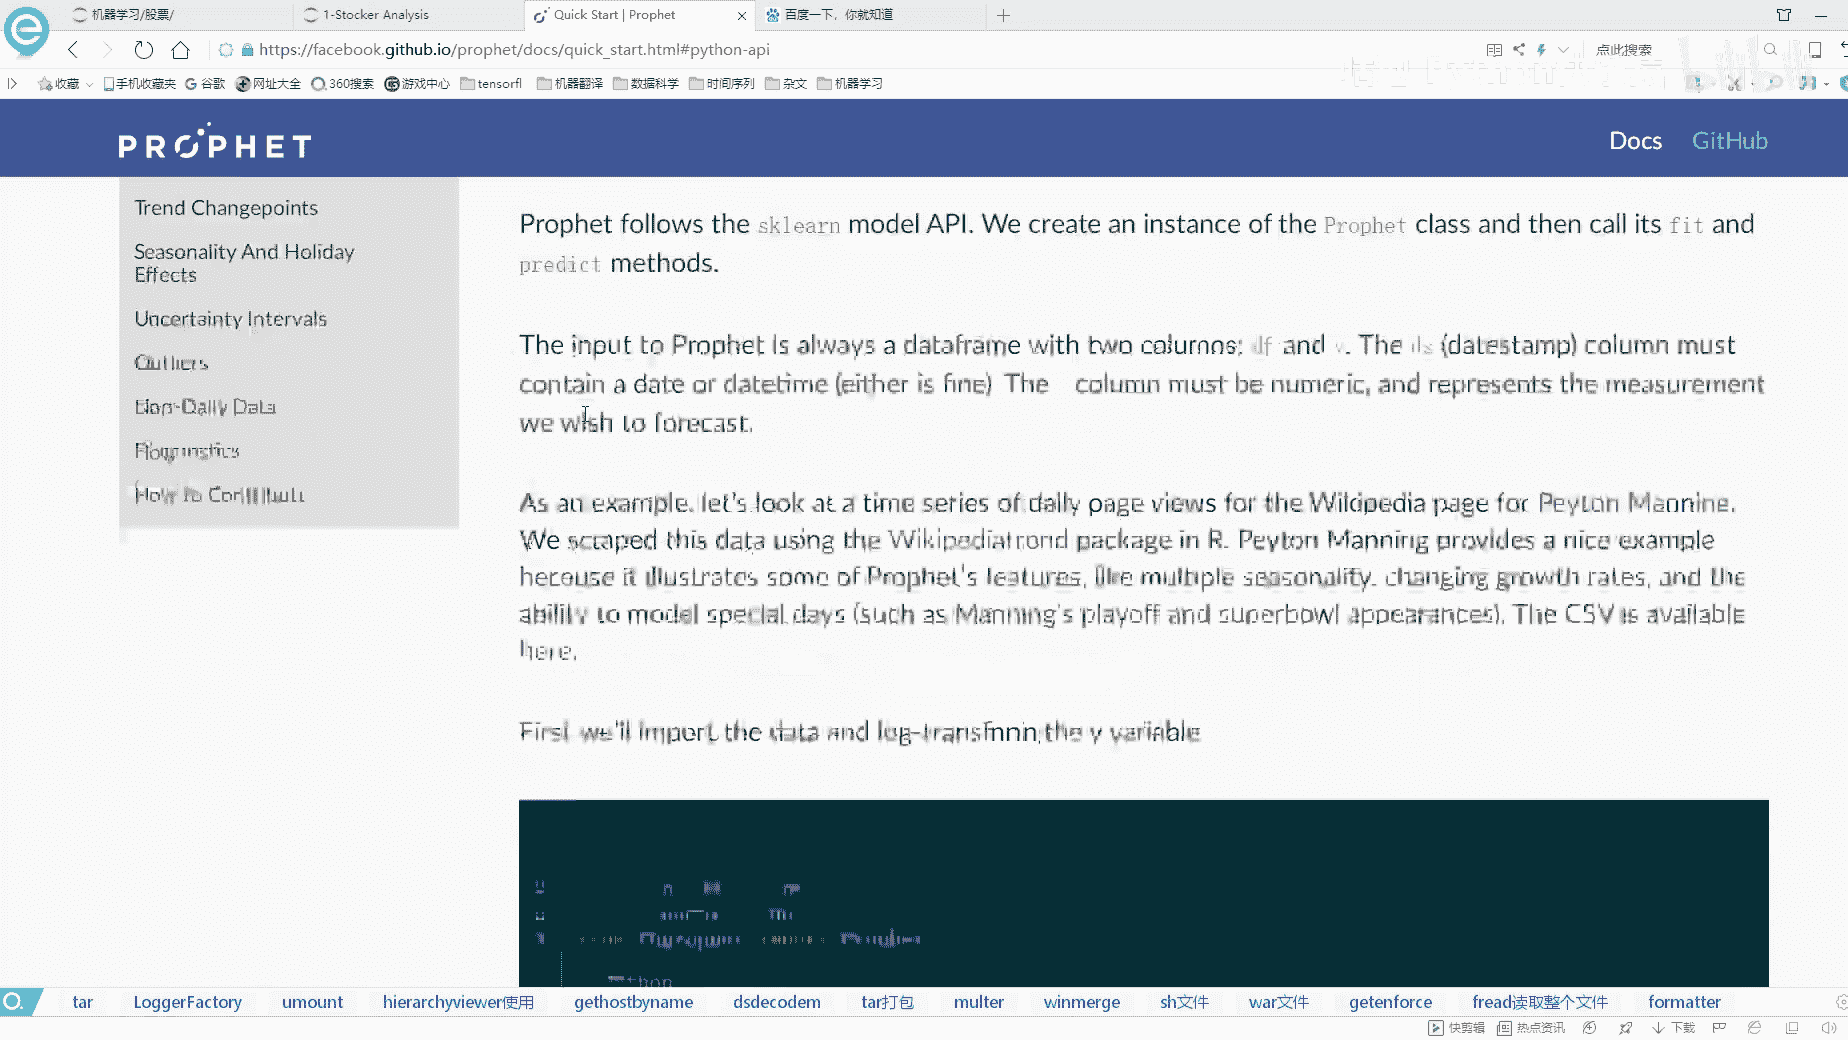 机器学习/股票/
1-Stocker Analysis
Quick Start | Prophet
百度一下，你就知道
https://facebook.github.io/prophet/docs/quick_start.html#python-api
点此搜索
收藏
手机收藏夹
谷歌
网址大全
360搜索
游戏中心
tensorfl
机器翻译
数据科学
时间序列
杂文
机器学习
PROPHET
Docs
GitHub
Trend Changepoints
Seasonality And Holiday
Effects
Uncertainty Intervals
Outliers
Non-Daily Data
Diagnostics
How to Contribute
Prophet follows the sklearn model API. We create an instance of the Prophet class and then call its fit and
predict methods.
The input to Prophet is always a dataframe with two columns: and . The ds (datestamp) column must
contain a date or datetime (either is fine) The column must be numeric, and represents the measurement
we wish to forecast.
As an example, let's look at a time series of daily page views for the Wikipedia page for Peyton Manning.
We scraped this data using the Wikipediatrend package in R. Peyton Manning provides a nice example
because it illustrates some of Prophet's features, like multiple seasonality, changing growth rates, and the
ability to model special days (such as Manning's playoff and superbowl appearances). The CSV is available
here.
First we'll import the data and log-transform the y variable
tar
LoggerFactory
umount
hierarchyviewer使用
gethostbyname
dsdecodem
tar打包
multer
winmerge
sh文件
war文件
getenforce
fread读取整个文件
formatter
快剪辑
热点资讯
下载